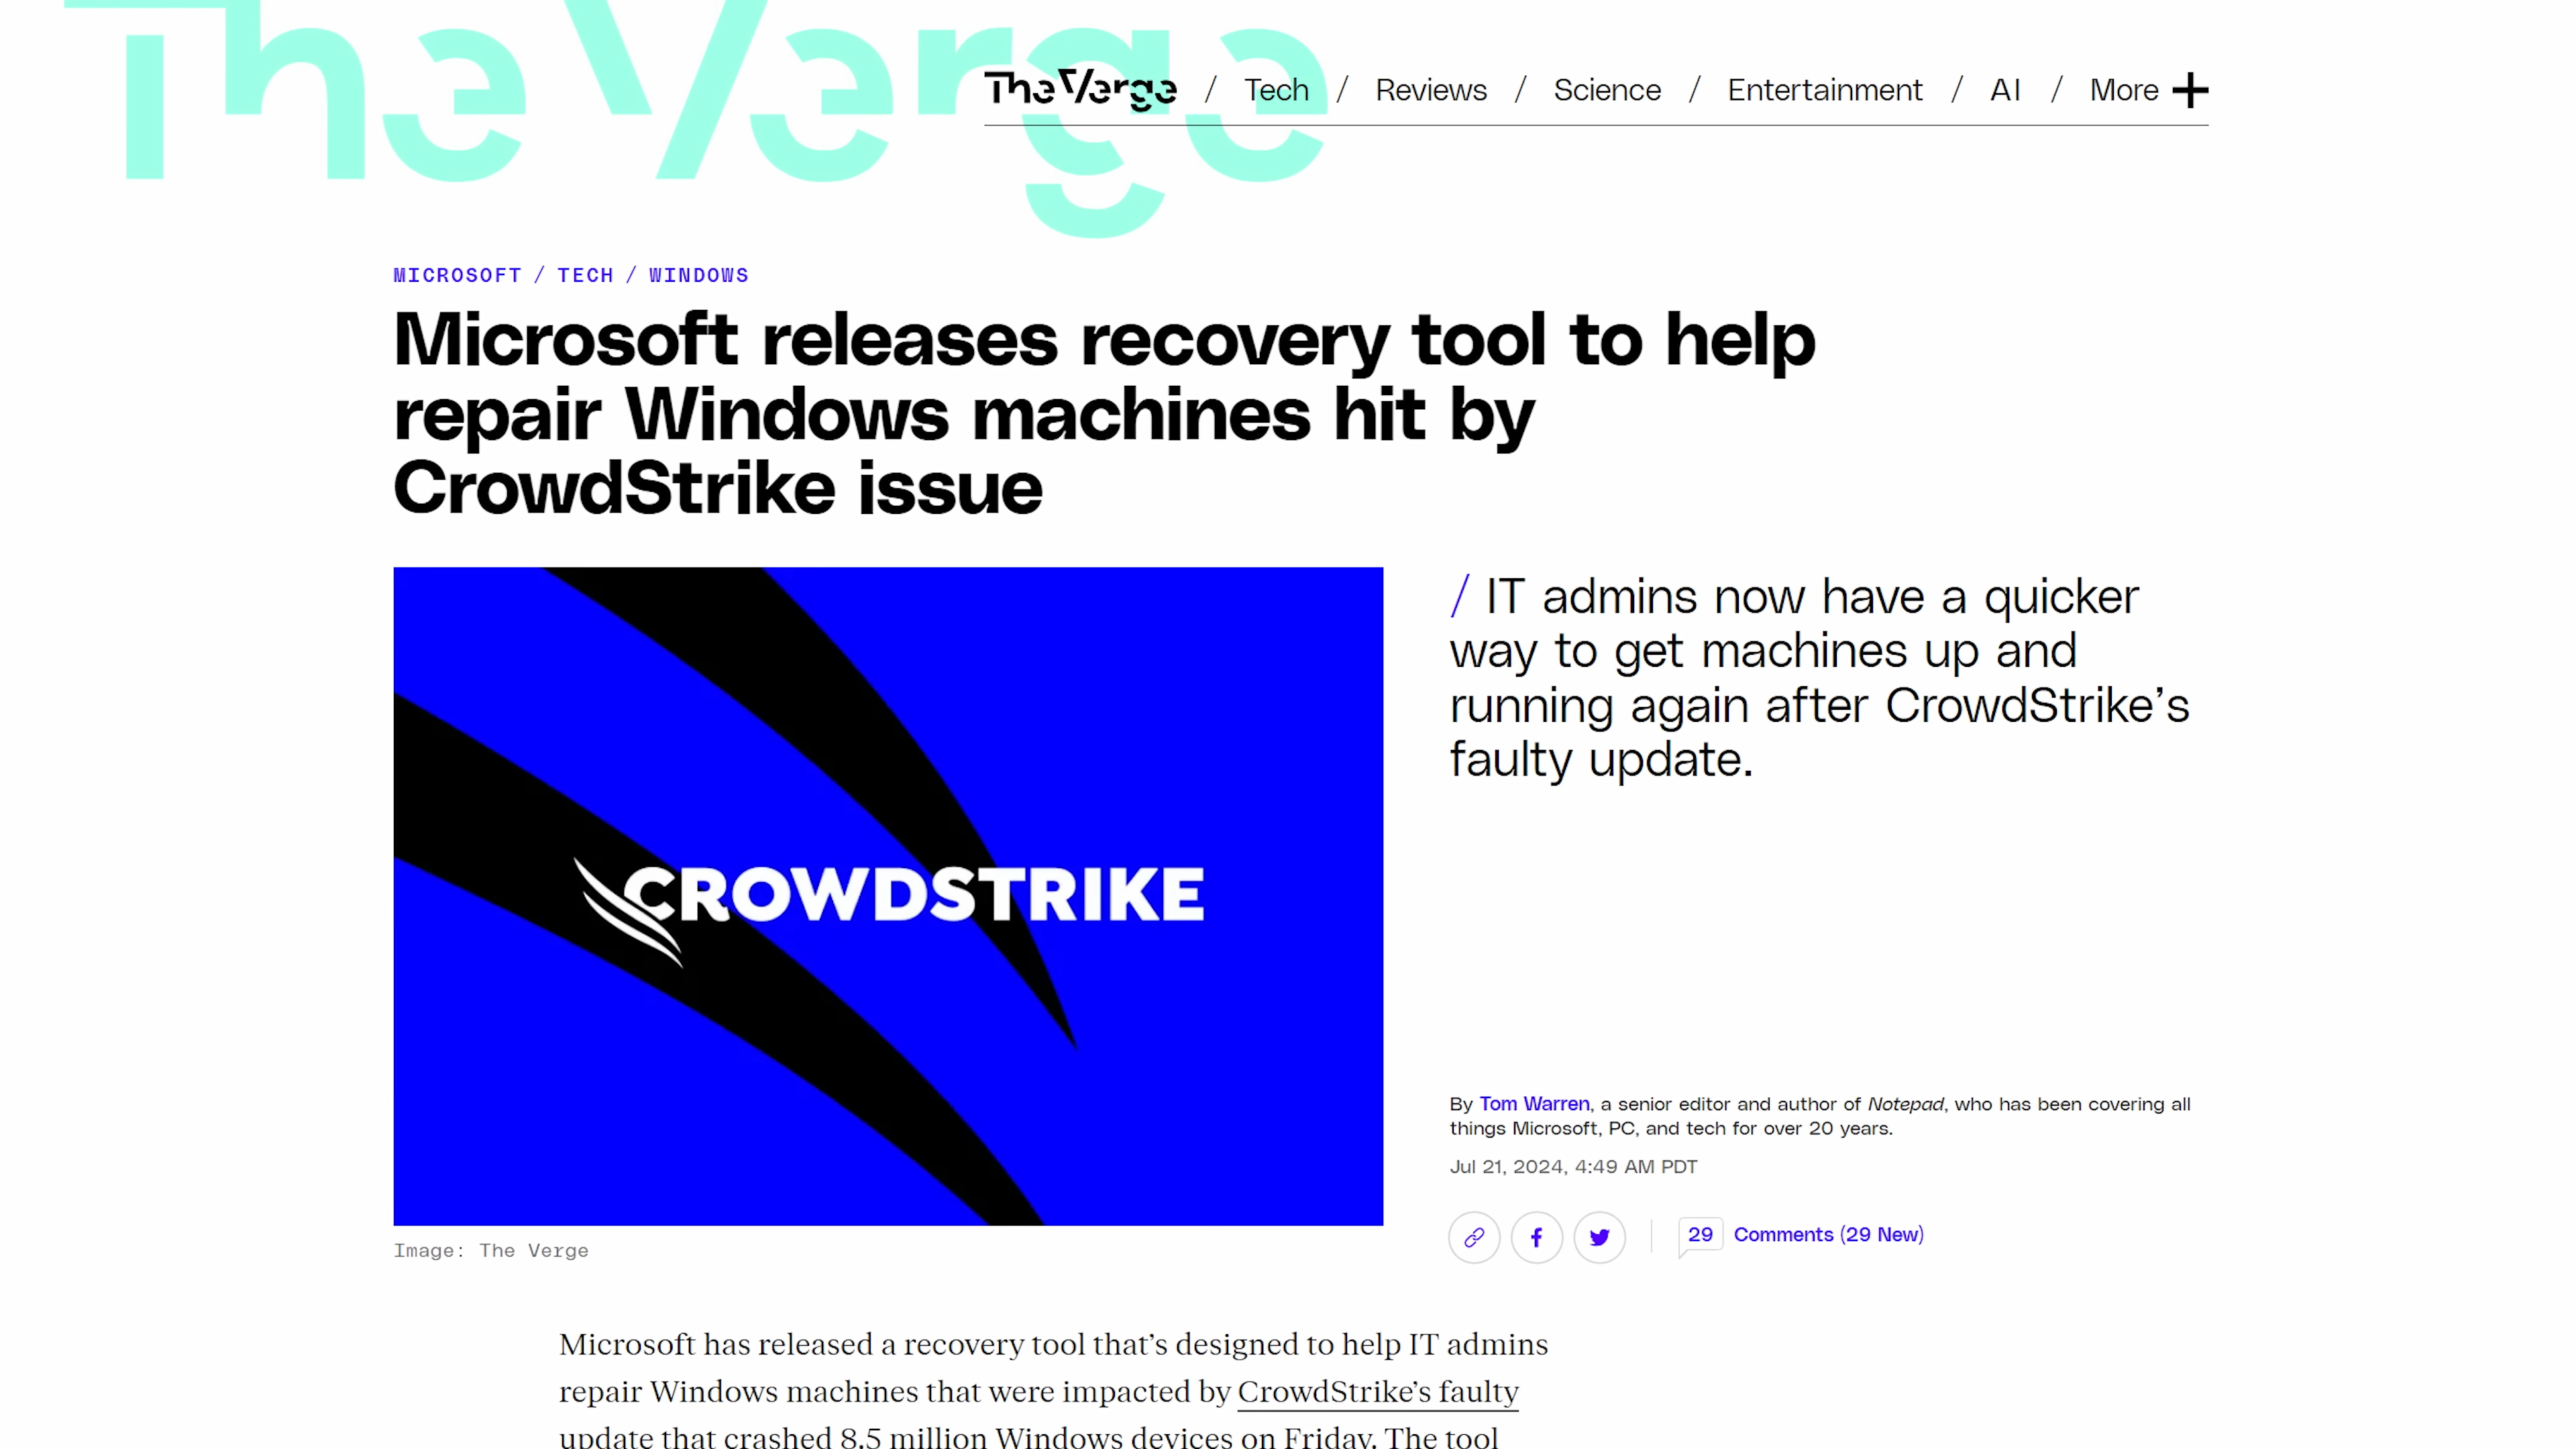 The Verge
The Verge / Tech / Reviews / Science / Entertainment / AI / More +
MICROSOFT / TECH / WINDOWS
Microsoft releases recovery tool to help
repair Windows machines hit by
CrowdStrike issue
CROWDSTRIKE
Image: The Verge
/ IT admins now have a quicker
way to get machines up and
running again after CrowdStrike’s
faulty update.
By Tom Warren, a senior editor and author of Notepad, who has been covering all
things Microsoft, PC, and tech for over 20 years.
Jul 21, 2024, 4:49 AM PDT
29 Comments (29 New)
Microsoft has released a recovery tool that’s designed to help IT admins
repair Windows machines that were impacted by CrowdStrike’s faulty
update that crashed 8.5 million Windows devices on Friday. The tool